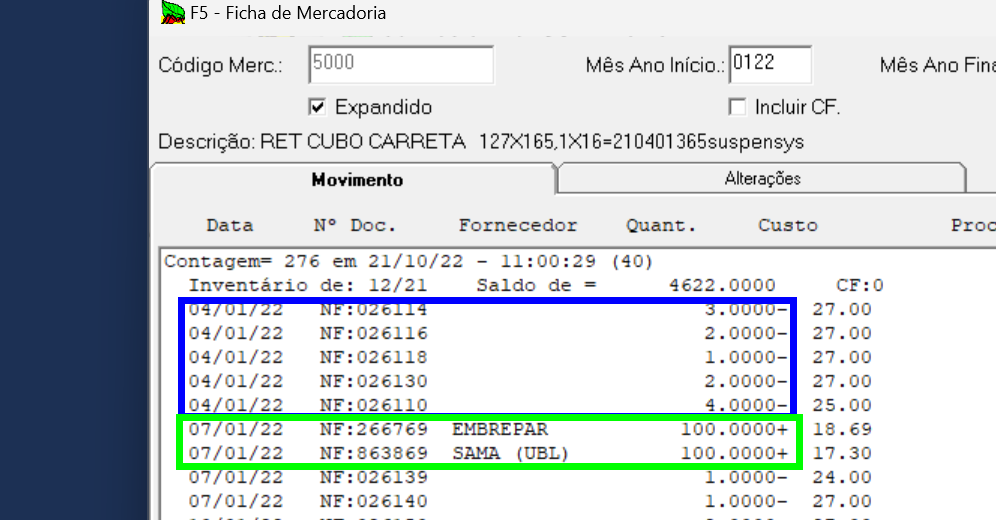 F5 - Ficha de Mercadoria
Código Merc.: 5000 Mês Ano Início.: 0122 Mês Ano
Expandido Incluir CF.
Descrição: RET CUBO CARRETA 127X165,1X16=210401365suspensys
Movimento Alterações
Data Nº Doc. Fornecedor Quant. Custo
Contagem= 276 em 21/10/22 - 11:00:29 (40)
Inventário de: 12/21 Saldo de = 4622.0000 CF:0
04/01/22 NF:026114 3.0000- 27.00
04/01/22 NF:026116 2.0000- 27.00
04/01/22 NF:026118 1.0000- 27.00
04/01/22 NF:026130 2.0000- 27.00
04/01/22 NF:026110 4.0000- 25.00
07/01/22 NF:266769 EMBREPAR 100.0000+ 18.69
07/01/22 NF:863869 SAMA (UBL) 100.0000+ 17.30
07/01/22 NF:026139 1.0000- 24.00
07/01/22 NF:026140 1.0000- 27.00